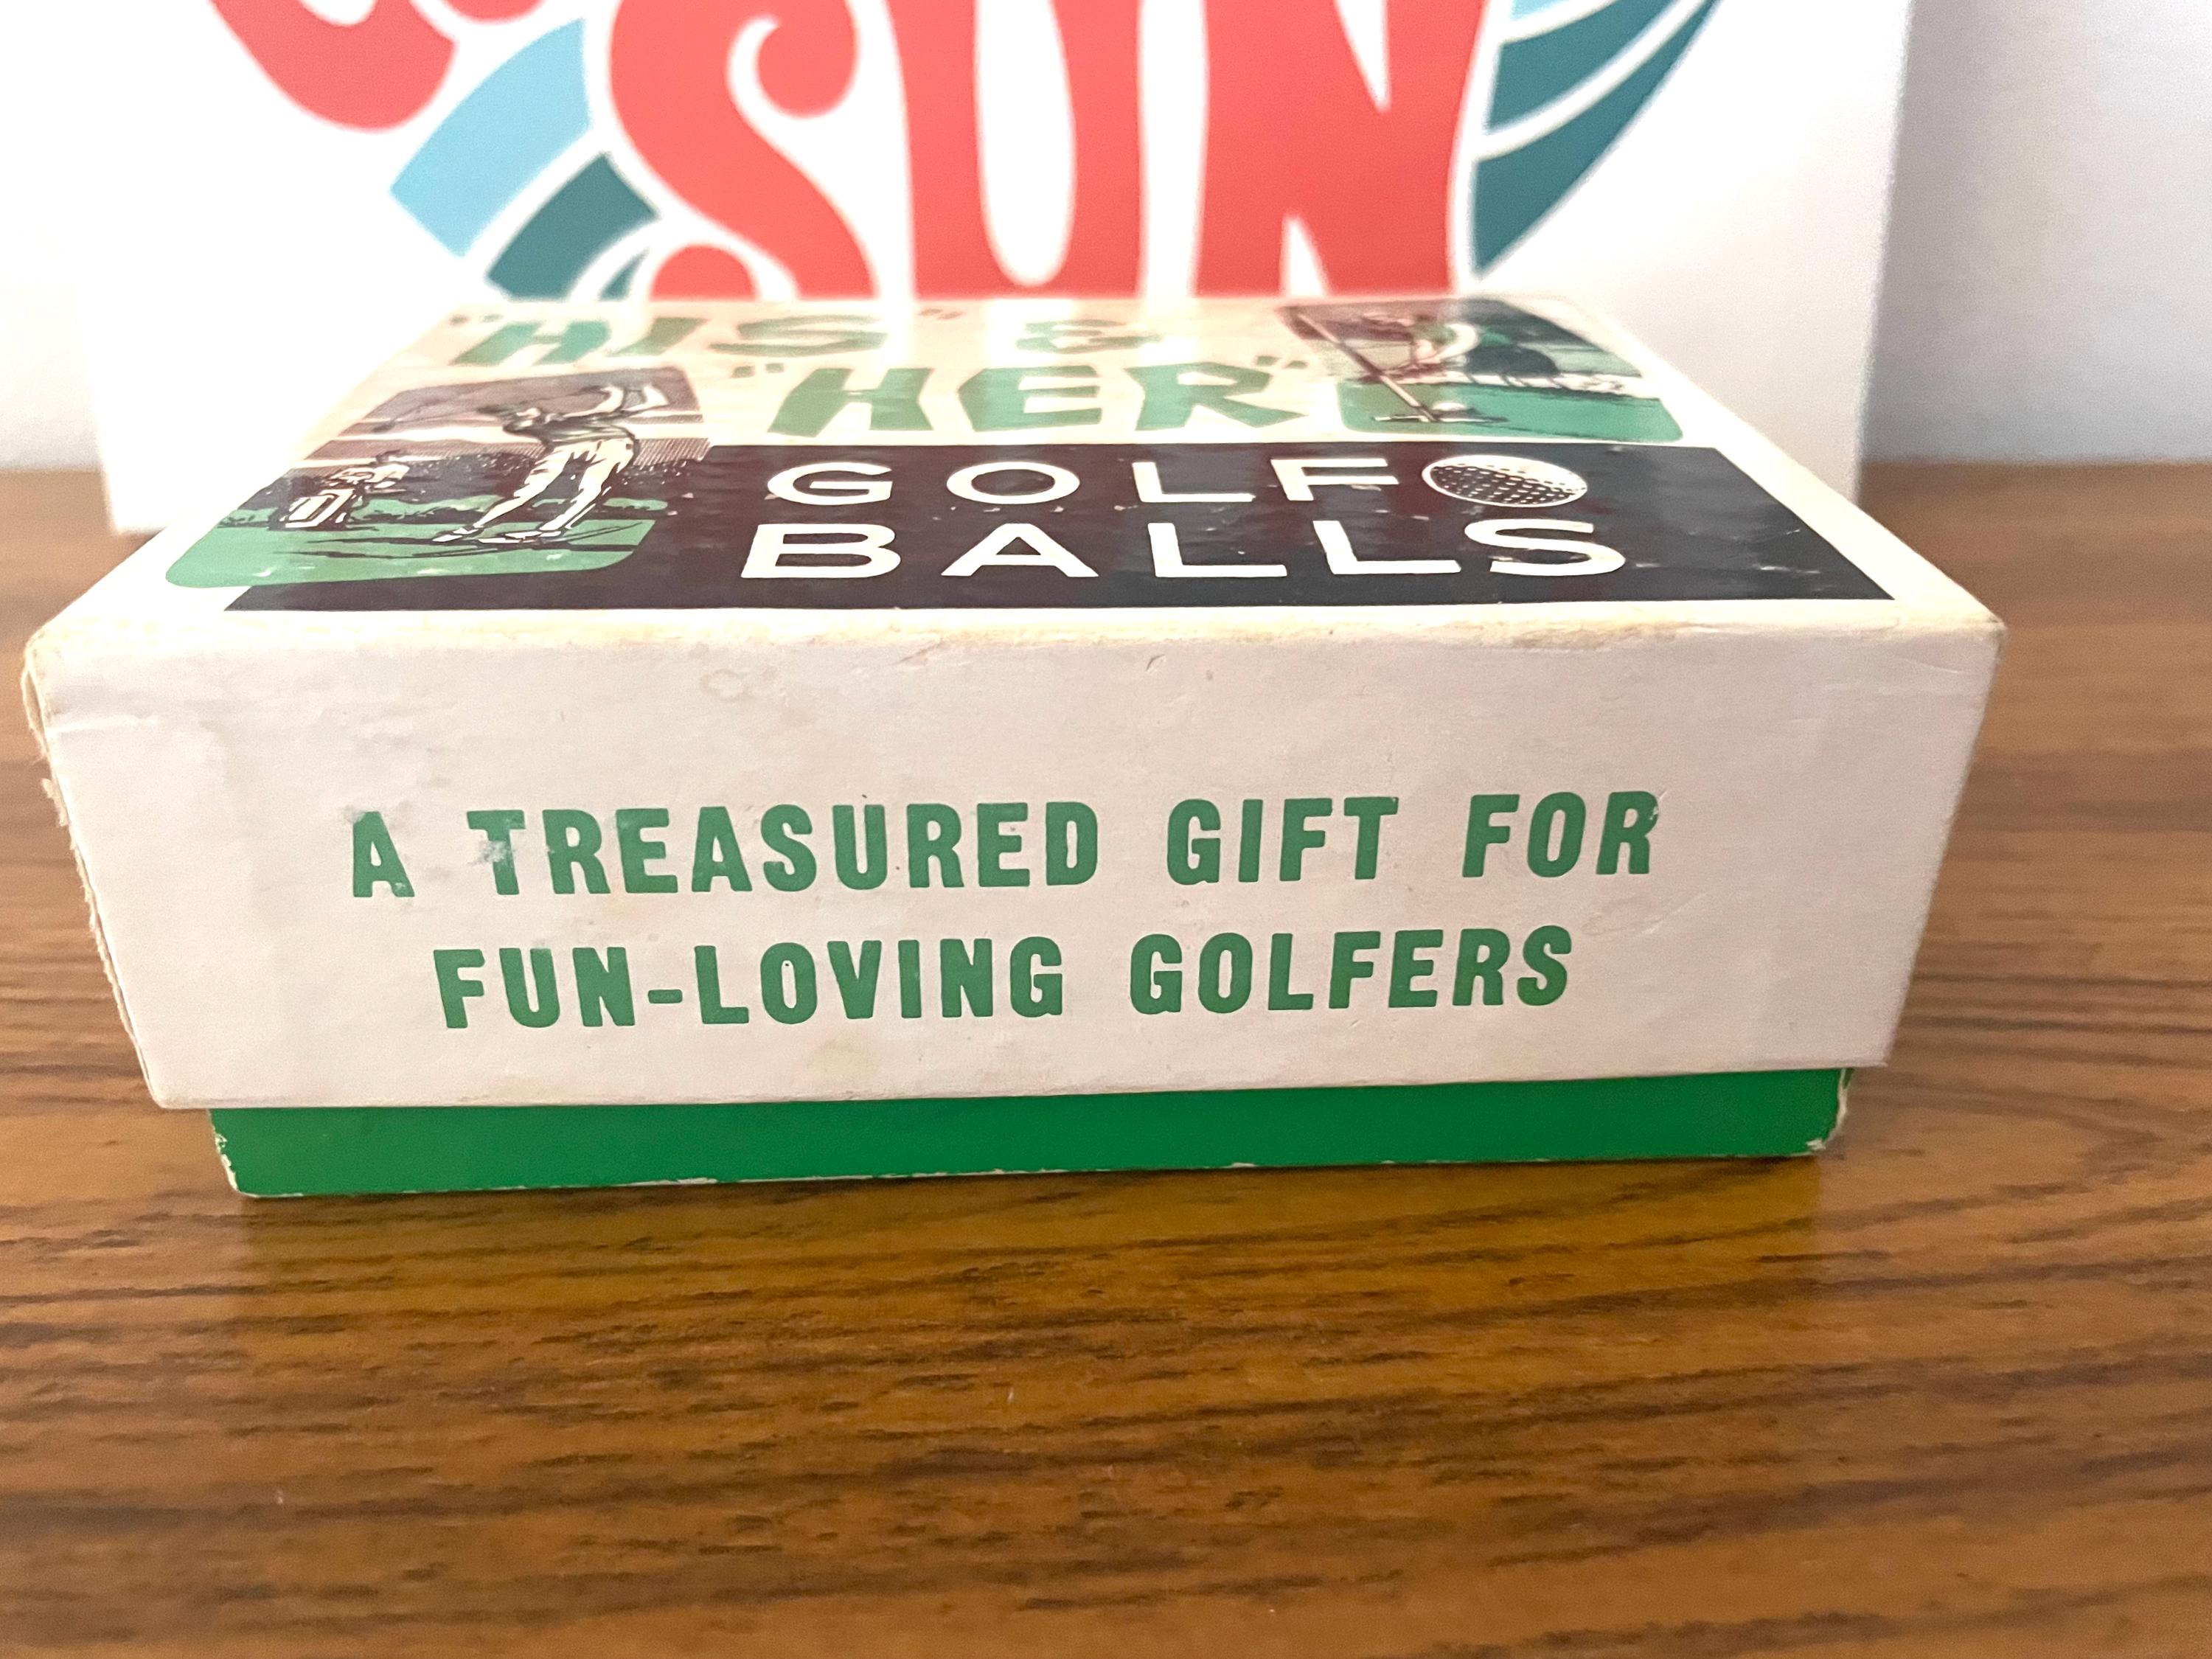 SUN
"HIS" &
"HER"
GOLF
BALLS
A TREASURED GIFT FOR
FUN-LOVING GOLFERS